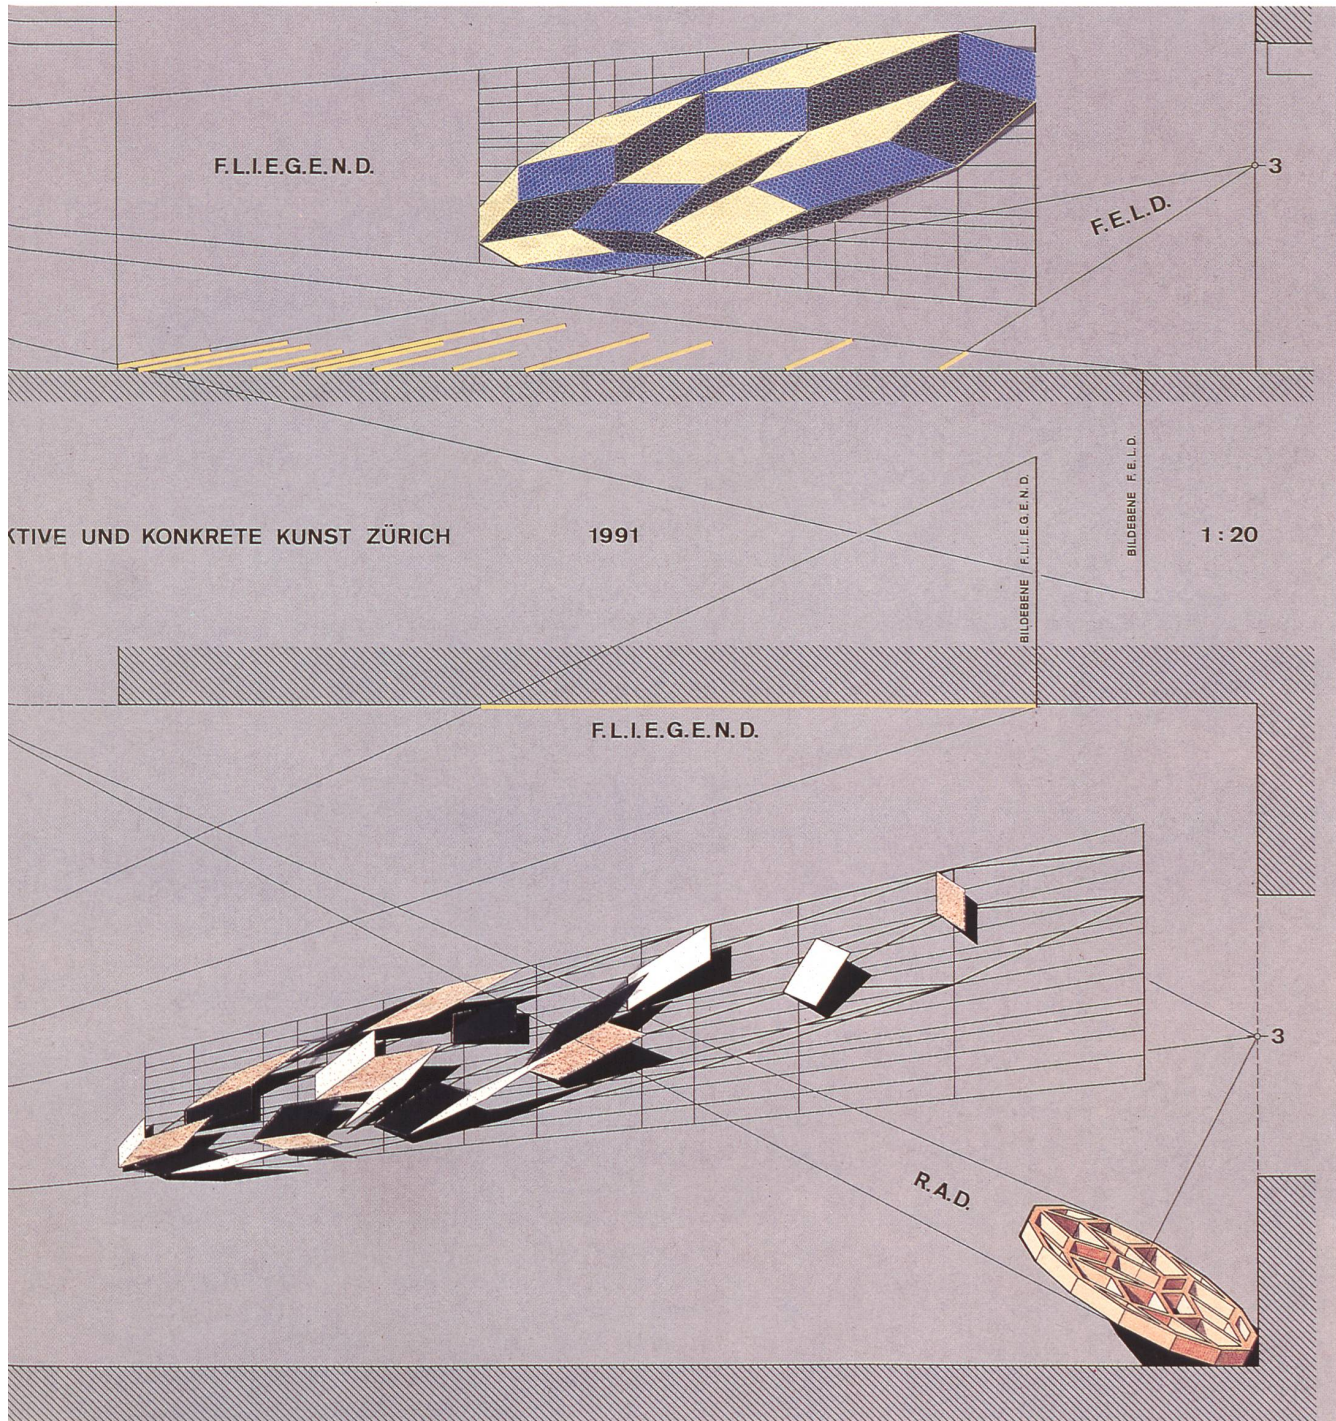 F.L.I.E.G.E.N.D.
3
F.E.L.D.
BILDEBENE F.L.I.E.G.E.N.D.
BILDEBENE F.E.L.D.
KTIVE UND KONKRETE KUNST ZÜRICH 1991 1:20
F.L.I.E.G.E.N.D.
3
R.A.D.